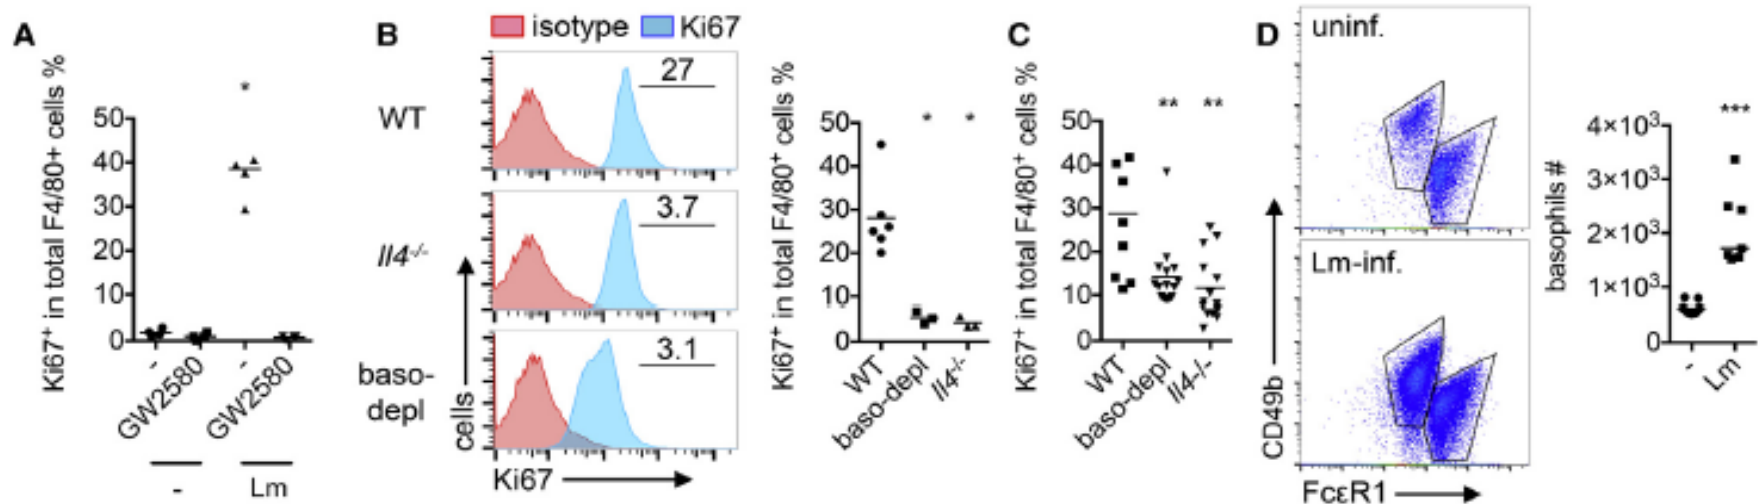 A
Ki67⁺ in total F4/80+ cells %
50
40
30
20
10
0
*
-
GW2580
-
GW2580
-
Lm
B
isotype
Ki67
WT
27
Il4⁻/⁻
3.7
baso-
depl
3.1
cells
Ki67
Ki67⁺ in total F4/80⁺ cells %
50
40
30
20
10
0
*
*
WT
baso-depl
Il4⁻/⁻
C
Ki67⁺ in total F4/80⁺ cells %
50
40
30
20
10
0
**
**
WT
baso-depl
Il4-/-
D
uninf.
Lm-inf.
CD49b
FcεR1
basophils #
4×10³
3×10³
2×10³
1×10³
0
***
-
Lm